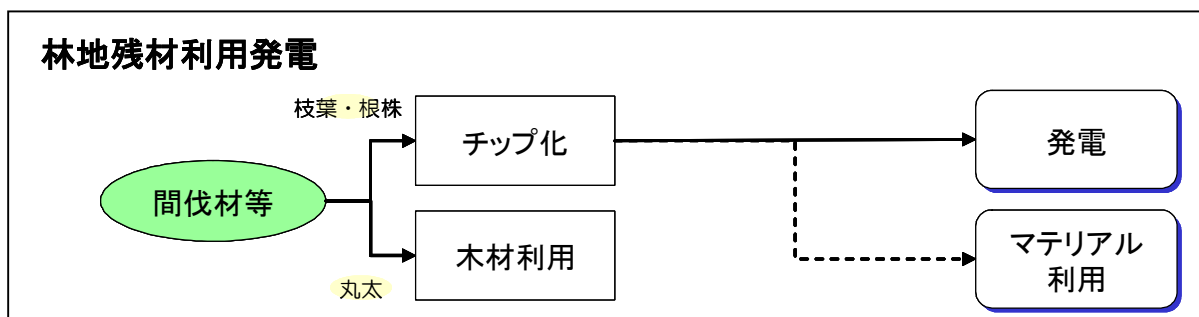 林地残材利用発電
枝葉・根株
チップ化
発電
間伐材等
木材利用
マテリアル
利用
丸太